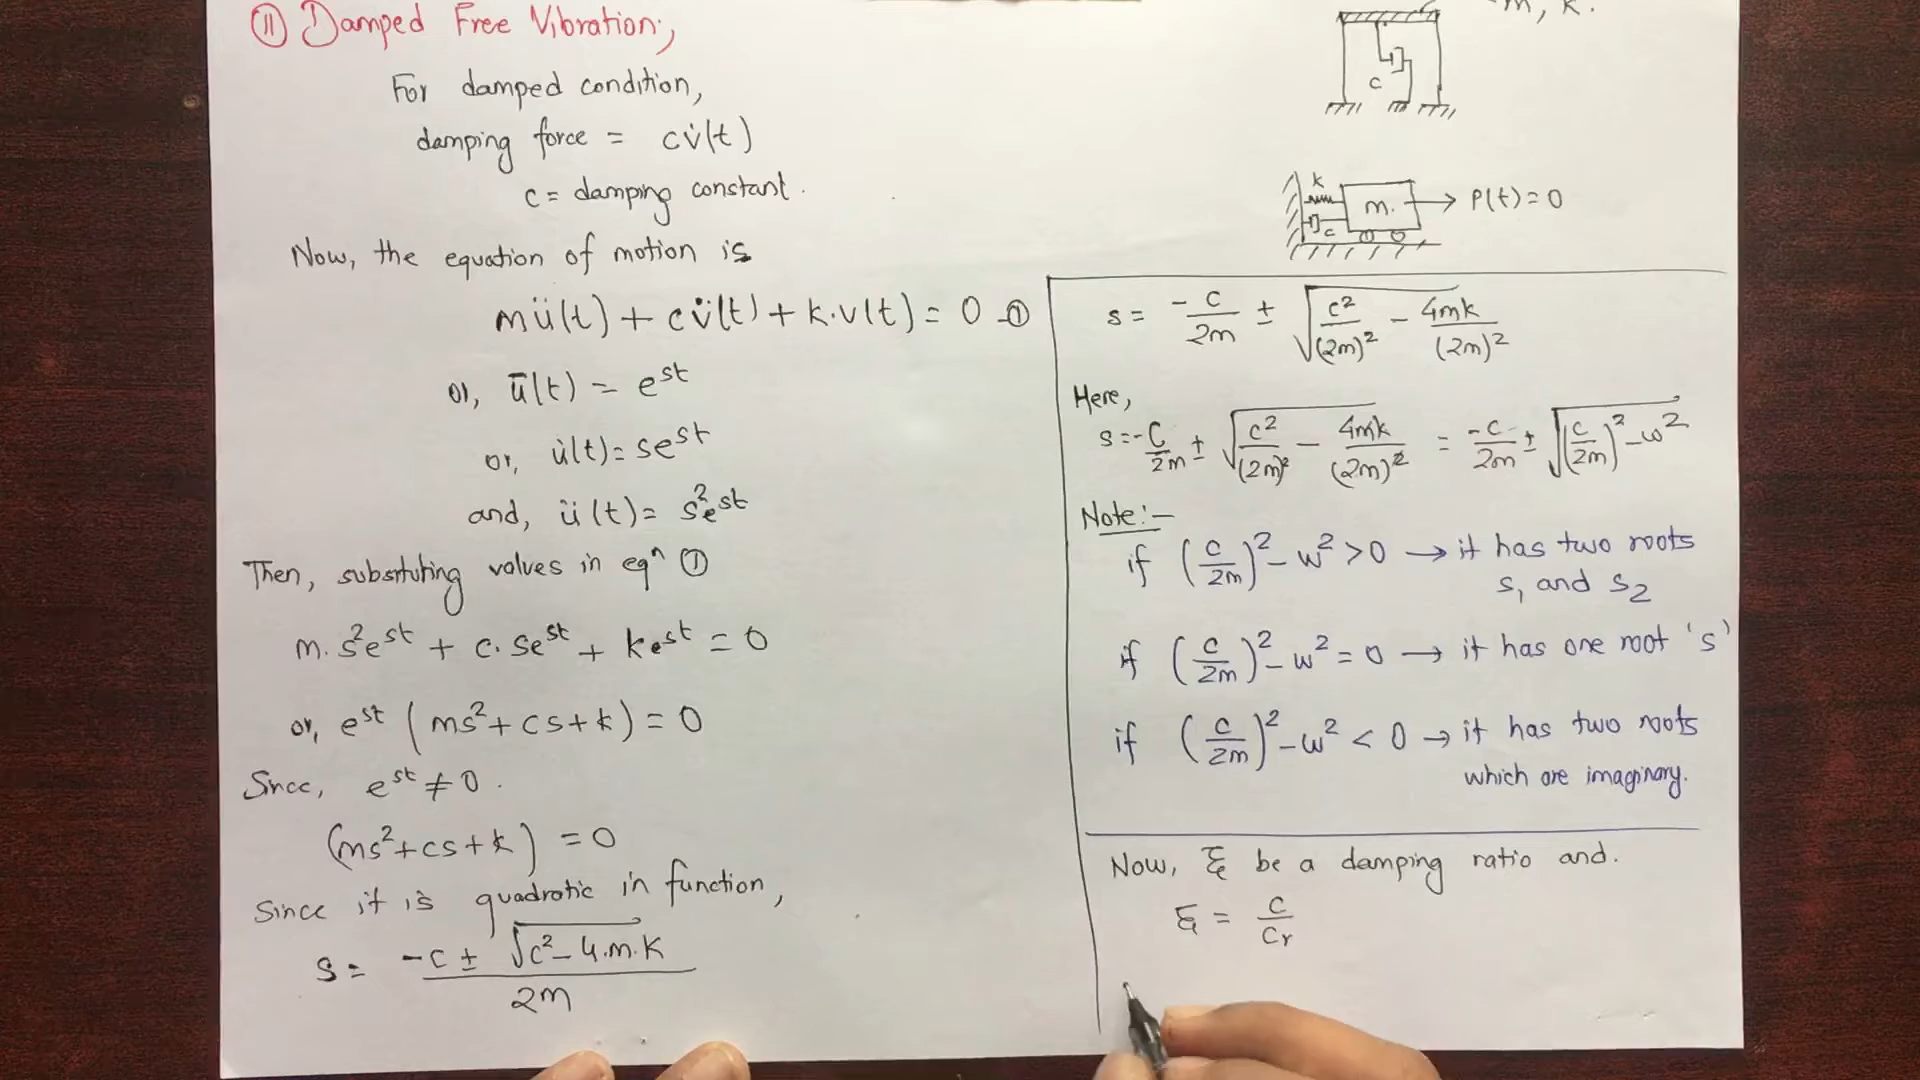 II Damped Free Vibration;
For damped condition,
damping force = cv̇(t)
c = damping constant.
Now, the equation of motion is
mü(t) + cv̇(t) + k.v(t) = 0 - ①
or, ū(t) = e^st
or, u̇(t) = se^st
and, ü(t) = s²e^st
Then, substuting values in eqⁿ ①
m.s²e^st + c.se^st + ke^st = 0
or, e^st (ms² + cs + k) = 0
Since, e^st ≠ 0.
(ms² + cs + k) = 0
Since it is quadratic in function,
s = (-c ± √(c² - 4.m.k)) / 2m
m, k.
c
k
c
m.
P(t) = 0
s = -c/2m ± √(c²/(2m)² - 4mk/(2m)²)
Here,
s = -c/2m ± √(c²/(2m)² - 4mk/(2m)²) = -c/2m ± √((c/2m)² - w²)
Note:-
if (c/2m)² - w² > 0 → it has two roots
s₁ and s₂
if (c/2m)² - w² = 0 → it has one root 's'
if (c/2m)² - w² < 0 → it has two roots
which are imaginary.
Now, ξ be a damping ratio and.
ξ = c/cr